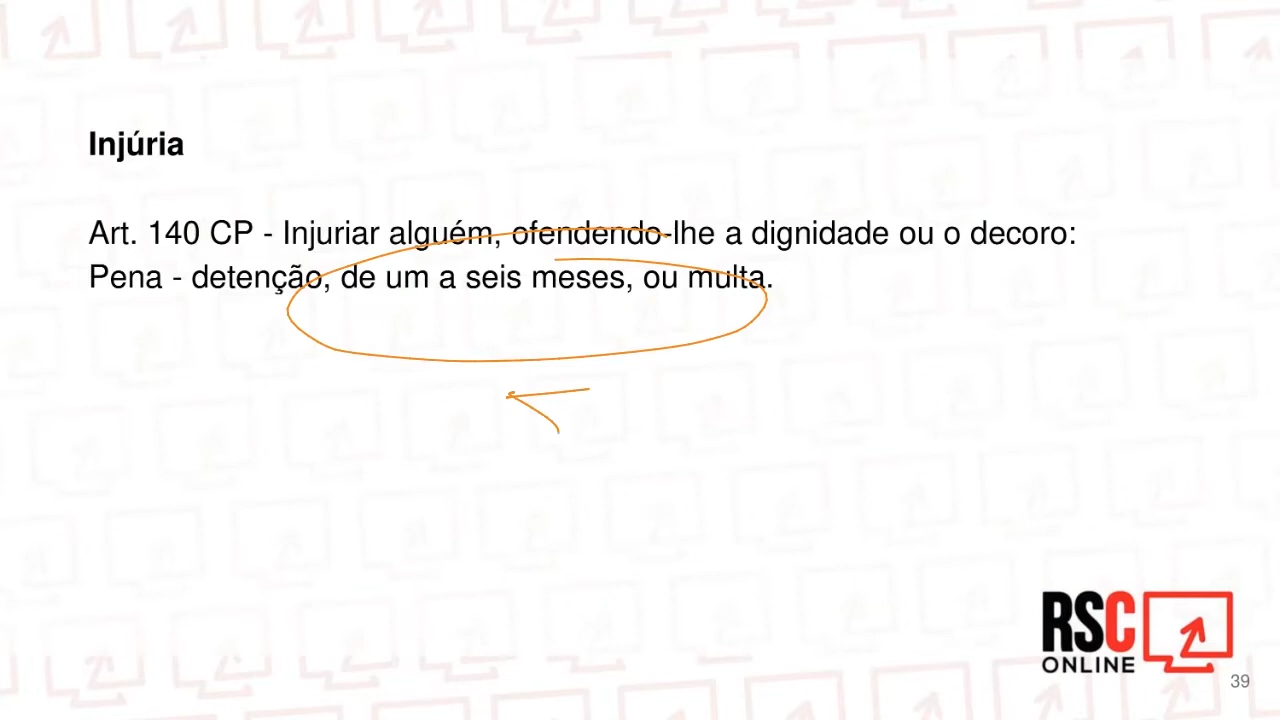 Injúria
Art. 140 CP - Injuriar alguém, ofendendo-lhe a dignidade ou o decoro:
Pena - detenção, de um a seis meses, ou multa.
RSC
ONLINE
39